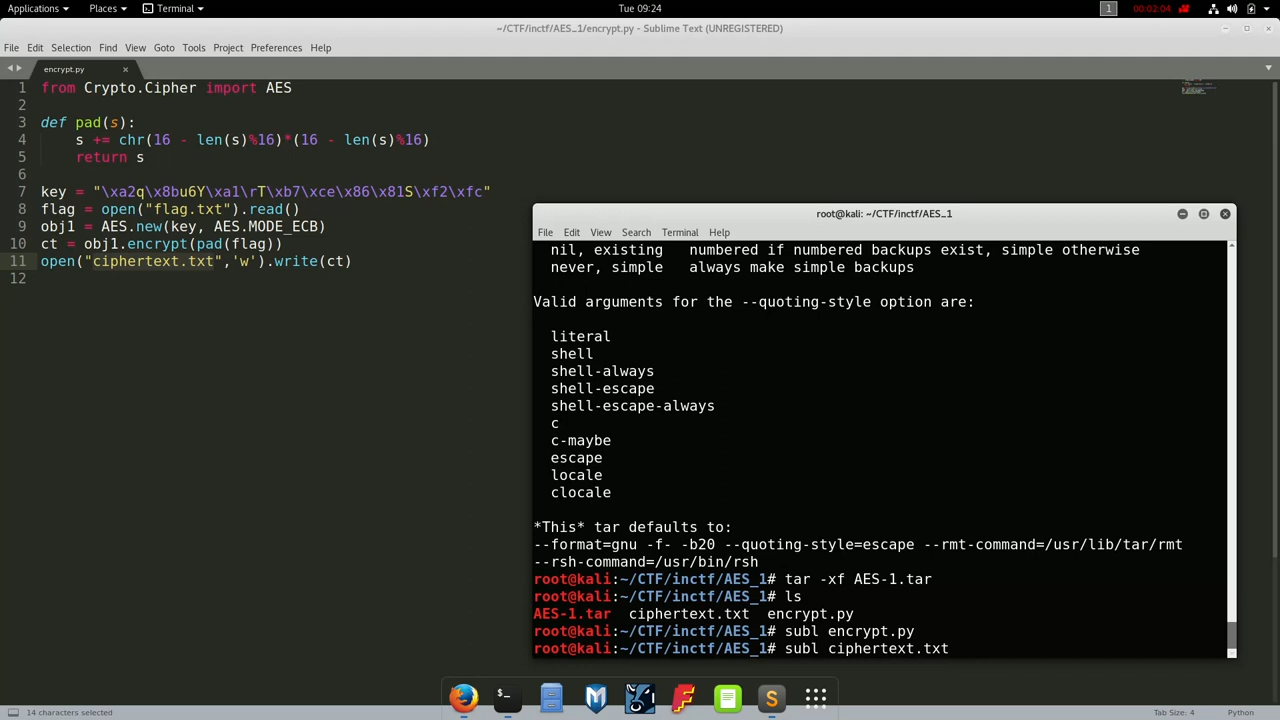 Applications Places Terminal Tue 09:24 1 00:02:04
~/CTF/inctf/AES_1/encrypt.py - Sublime Text (UNREGISTERED)
File Edit Selection Find View Goto Tools Project Preferences Help
encrypt.py ×
1 from Crypto.Cipher import AES
2
3 def pad(s):
4 s += chr(16 - len(s)%16)*(16 - len(s)%16)
5 return s
6
7 key = "\xa2q\x8bu6Y\xa1\rT\xb7\xce\x86\x81S\xf2\xfc"
8 flag = open("flag.txt").read()
9 obj1 = AES.new(key, AES.MODE_ECB)
10 ct = obj1.encrypt(pad(flag))
11 open("ciphertext.txt",'w').write(ct)
12
root@kali: ~/CTF/inctf/AES_1
File Edit View Search Terminal Help
nil, existing numbered if numbered backups exist, simple otherwise
never, simple always make simple backups
Valid arguments for the --quoting-style option are:
literal
shell
shell-always
shell-escape
shell-escape-always
c
c-maybe
escape
locale
clocale
*This* tar defaults to:
--format=gnu -f- -b20 --quoting-style=escape --rmt-command=/usr/lib/tar/rmt
--rsh-command=/usr/bin/rsh
root@kali:~/CTF/inctf/AES_1# tar -xf AES-1.tar
root@kali:~/CTF/inctf/AES_1# ls
AES-1.tar ciphertext.txt encrypt.py
root@kali:~/CTF/inctf/AES_1# subl encrypt.py
root@kali:~/CTF/inctf/AES_1# subl ciphertext.txt
14 characters selected Tab Size: 4 Python